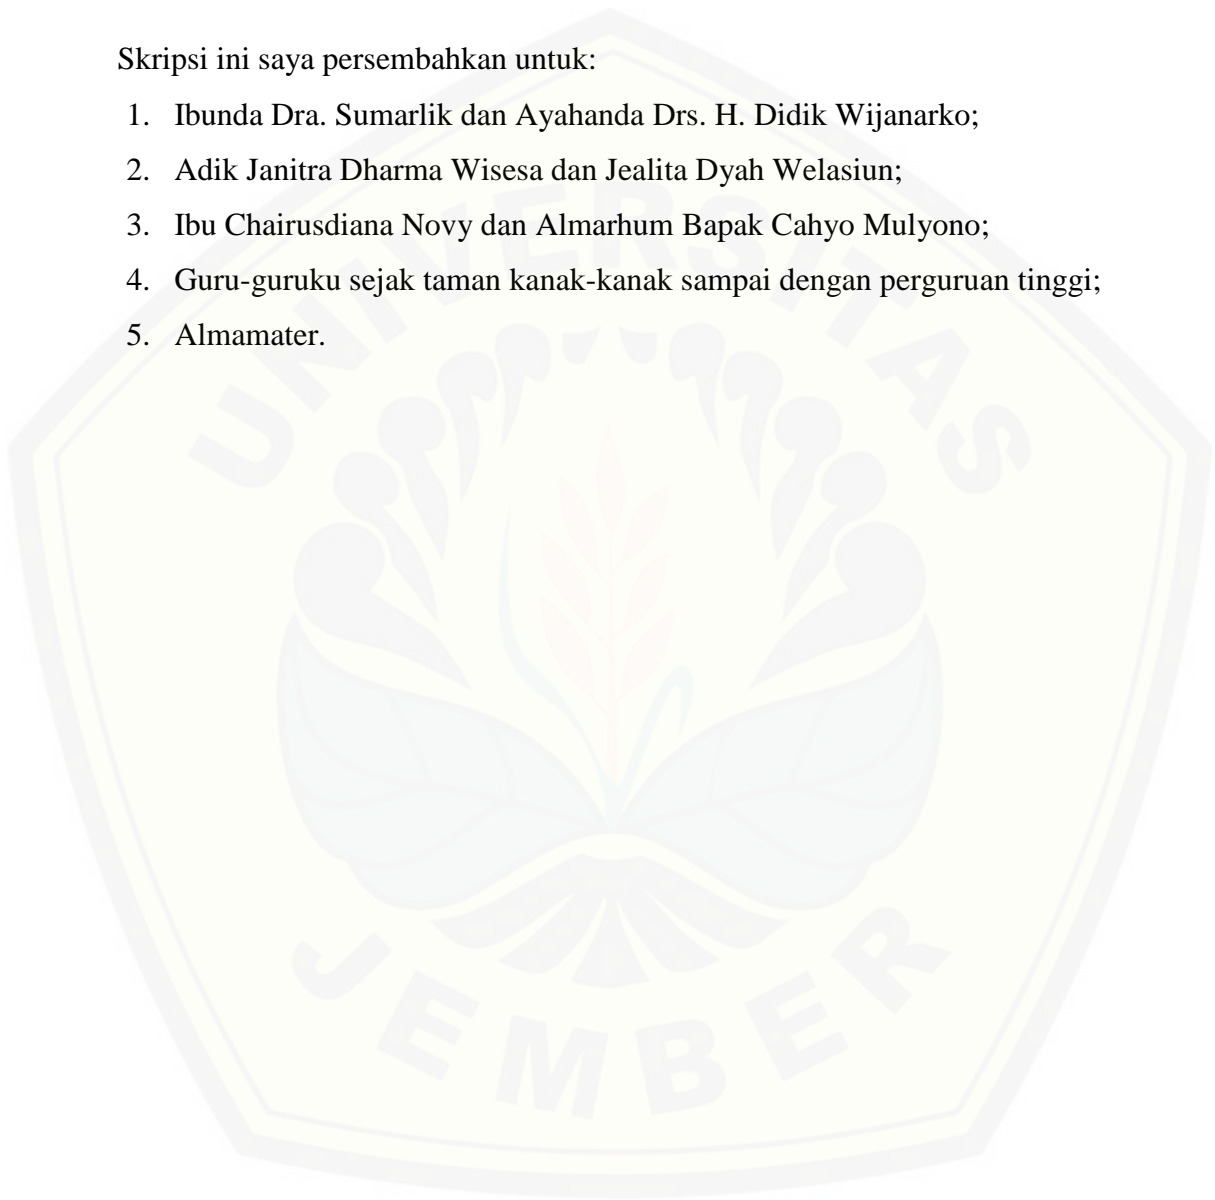 Skripsi ini saya persembahkan untuk:
1. Ibunda Dra. Sumarlik dan Ayahanda Drs. H. Didik Wijanarko;
2. Adik Janitra Dharma Wisesa dan Jealita Dyah Welasiun;
3. Ibu Chairusdiana Novy dan Almarhum Bapak Cahyo Mulyono;
4. Guru-guruku sejak taman kanak-kanak sampai dengan perguruan tinggi;
5. Almamater.
UNIVERSITAS
JEMBER